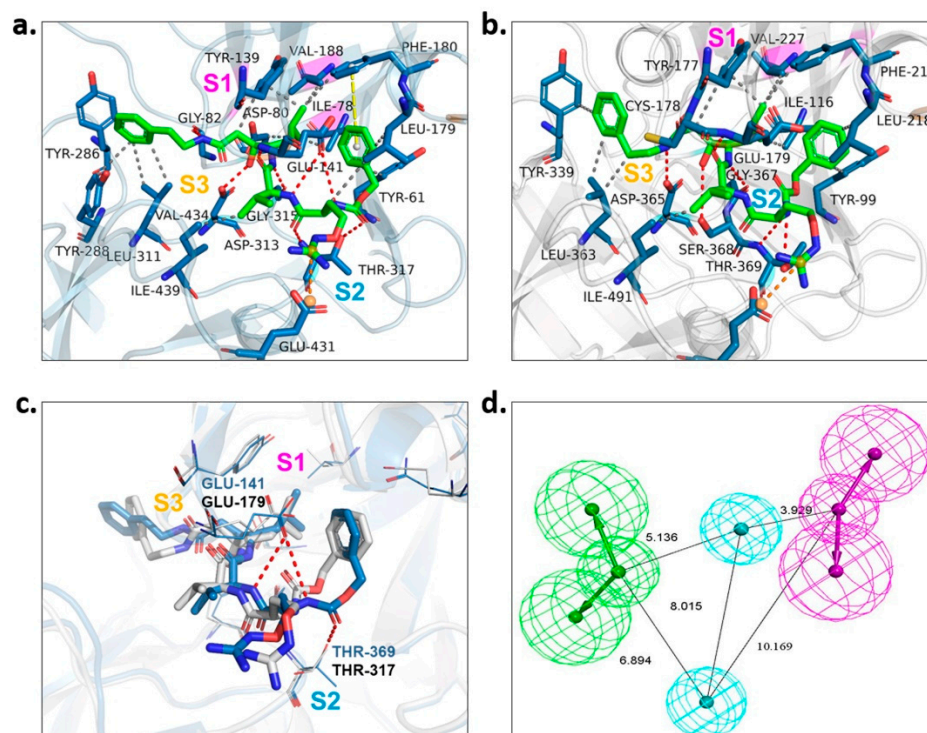 a.
S1
TYR-139
VAL-188
PHE-180
ASP-80
ILE-78
GLY-82
LEU-179
TYR-286
S3
GLU-141
TYR-61
VAL-434
GLY-315
TYR-288
LEU-311
ASP-313
THR-317
ILE-439
S2
GLU-431
b.
S1
VAL-227
TYR-177
PHE-21
CYS-178
ILE-116
LEU-218
GLU-179
S3
GLY-367
TYR-339
S2
ASP-365
TYR-99
LEU-363
SER-368
THR-369
ILE-491
c.
S1
GLU-141
S3
GLU-179
THR-369
THR-317
S2
d.
3.929
5.136
8.015
6.894
10.169